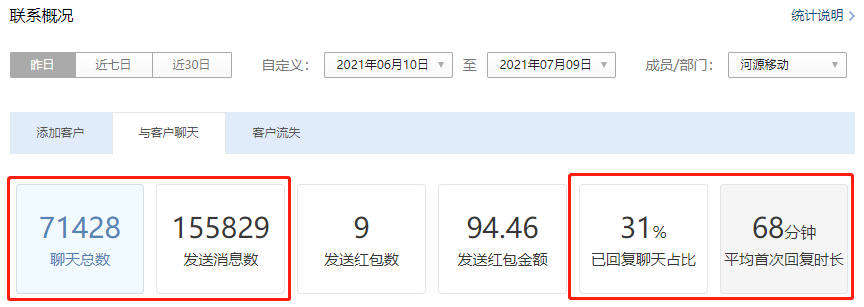 联系概况 统计说明 >
昨日 近七日 近30日 自定义： 2021年06月10日 至 2021年07月09日 成员/部门： 河源移动
添加客户 与客户聊天 客户流失
71428 155829 9 94.46 31% 68分钟
聊天总数 发送消息数 发送红包数 发送红包金额 已回复聊天占比 平均首次回复时长